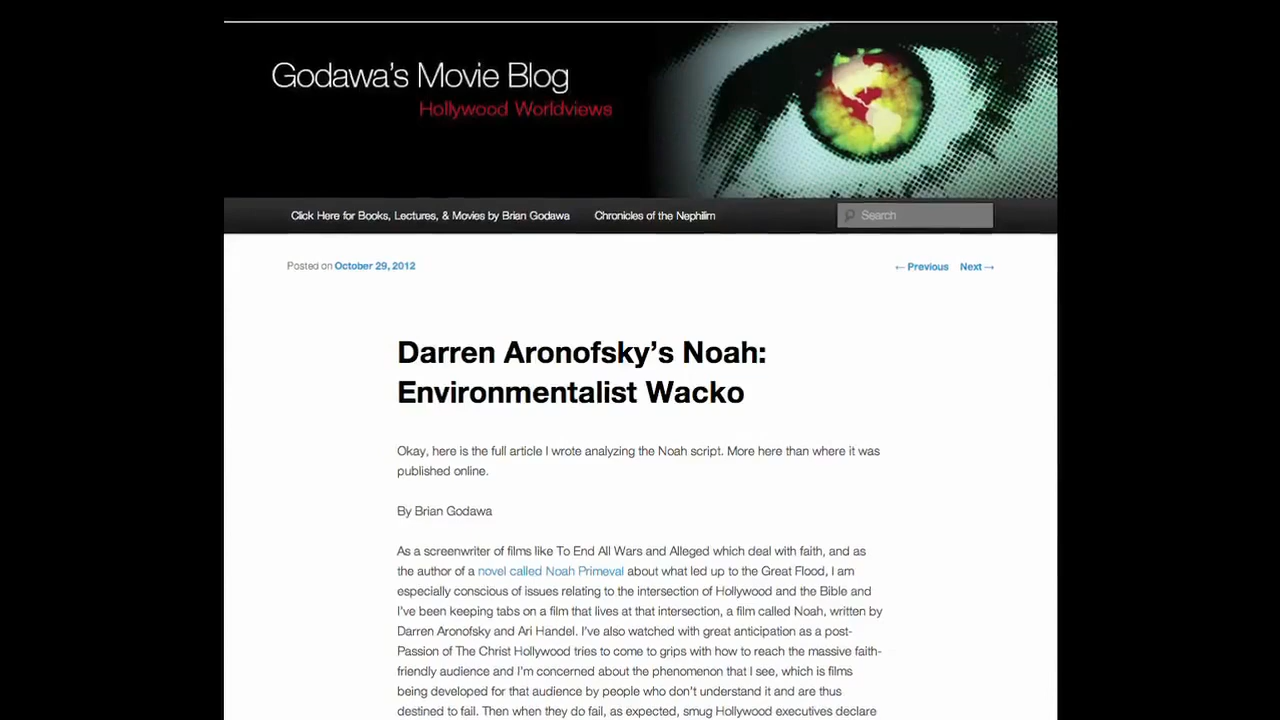 Godawa's Movie Blog
Hollywood Worldviews
Click Here for Books, Lectures, & Movies by Brian Godawa
Chronicles of the Nephilim
Search
Posted on October 29, 2012
← Previous Next →
Darren Aronofsky’s Noah:
Environmentalist Wacko
Okay, here is the full article I wrote analyzing the Noah script. More here than where it was
published online.
By Brian Godawa
As a screenwriter of films like To End All Wars and Alleged which deal with faith, and as
the author of a novel called Noah Primeval about what led up to the Great Flood, I am
especially conscious of issues relating to the intersection of Hollywood and the Bible and
I’ve been keeping tabs on a film that lives at that intersection, a film called Noah, written by
Darren Aronofsky and Ari Handel. I’ve also watched with great anticipation as a post-
Passion of The Christ Hollywood tries to come to grips with how to reach the massive faith-
friendly audience and I’m concerned about the phenomenon that I see, which is films
being developed for that audience by people who don’t understand it and are thus
destined to fail. Then when they do fail, as expected, smug Hollywood executives declare